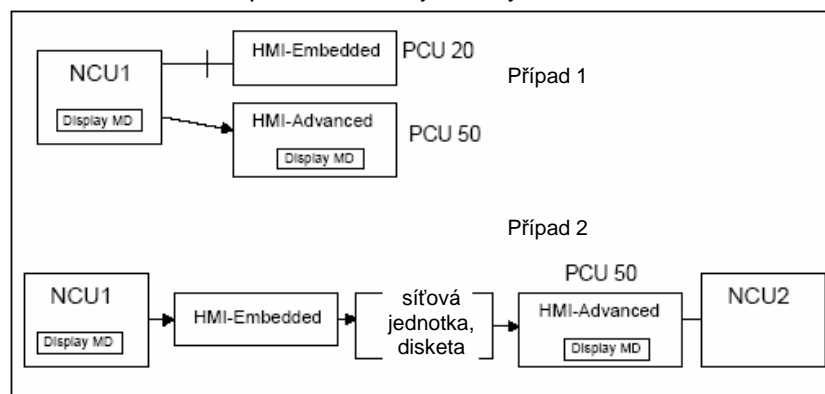 HMI-Embedded
PCU 20
NCU1
Případ 1
Display MD
HMI-Advanced
PCU 50
Display MD
Případ 2
PCU 50
NCU1
HMI-Embedded
síťová
jednotka,
disketa
HMI-Advanced
NCU2
Display MD
Display MD